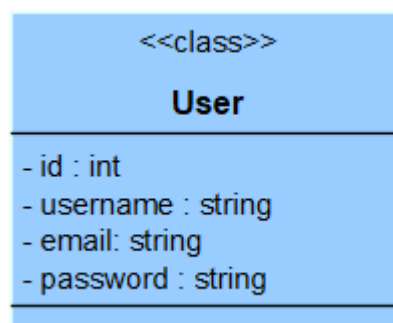 <<class>>
User
- id : int
- username : string
- email: string
- password : string